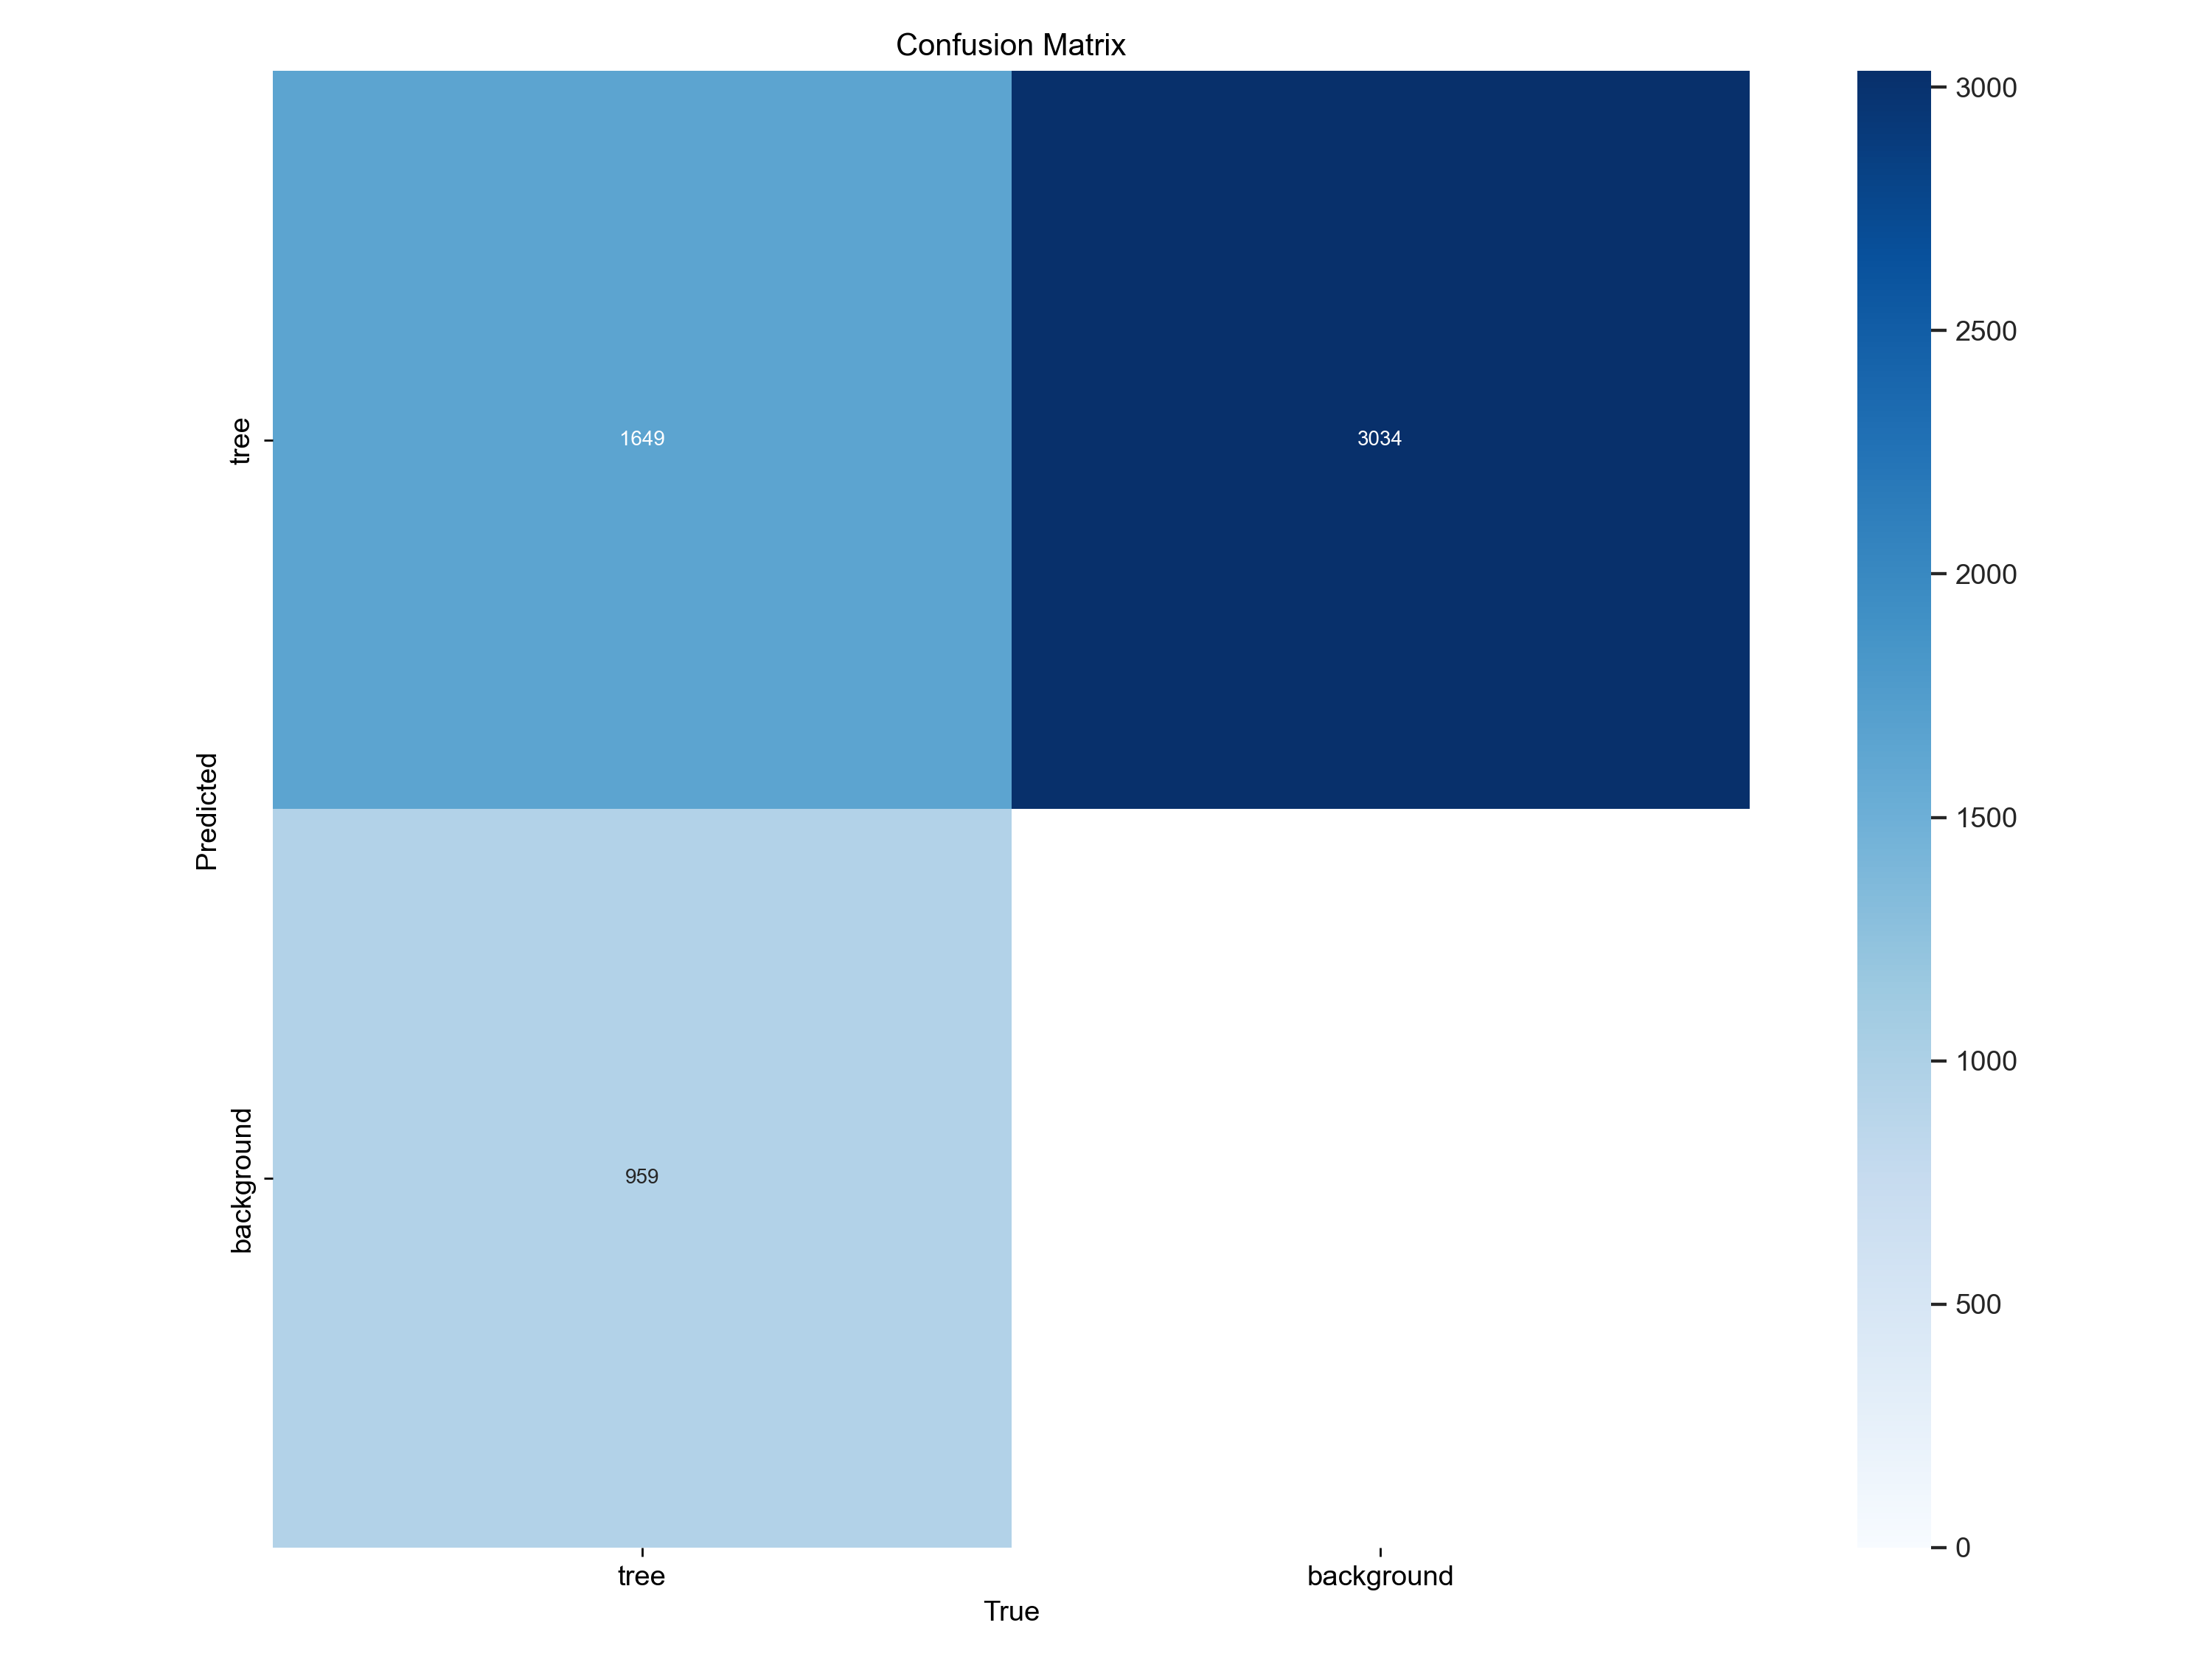 Confusion Matrix
tree
1649
3034
Predicted
background
959
tree
background
True
3000
2500
2000
1500
1000
500
0